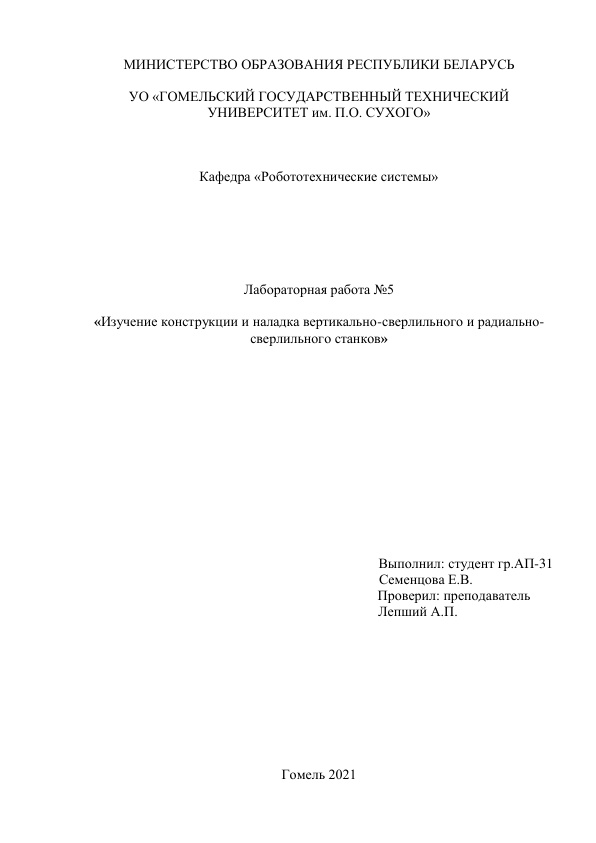 МИНИСТЕРСТВО ОБРАЗОВАНИЯ РЕСПУБЛИКИ БЕЛАРУСЬ
УО «ГОМЕЛЬСКИЙ ГОСУДАРСТВЕННЫЙ ТЕХНИЧЕСКИЙ
УНИВЕРСИТЕТ им. П.О. СУХОГО»
Кафедра «Робототехнические системы»
Лабораторная работа №5
«Изучение конструкции и наладка вертикально-сверлильного и радиально-
сверлильного станков»
Выполнил: студент гр.АП-31
Семенцова Е.В.
Проверил: преподаватель
Лепший А.П.
Гомель 2021